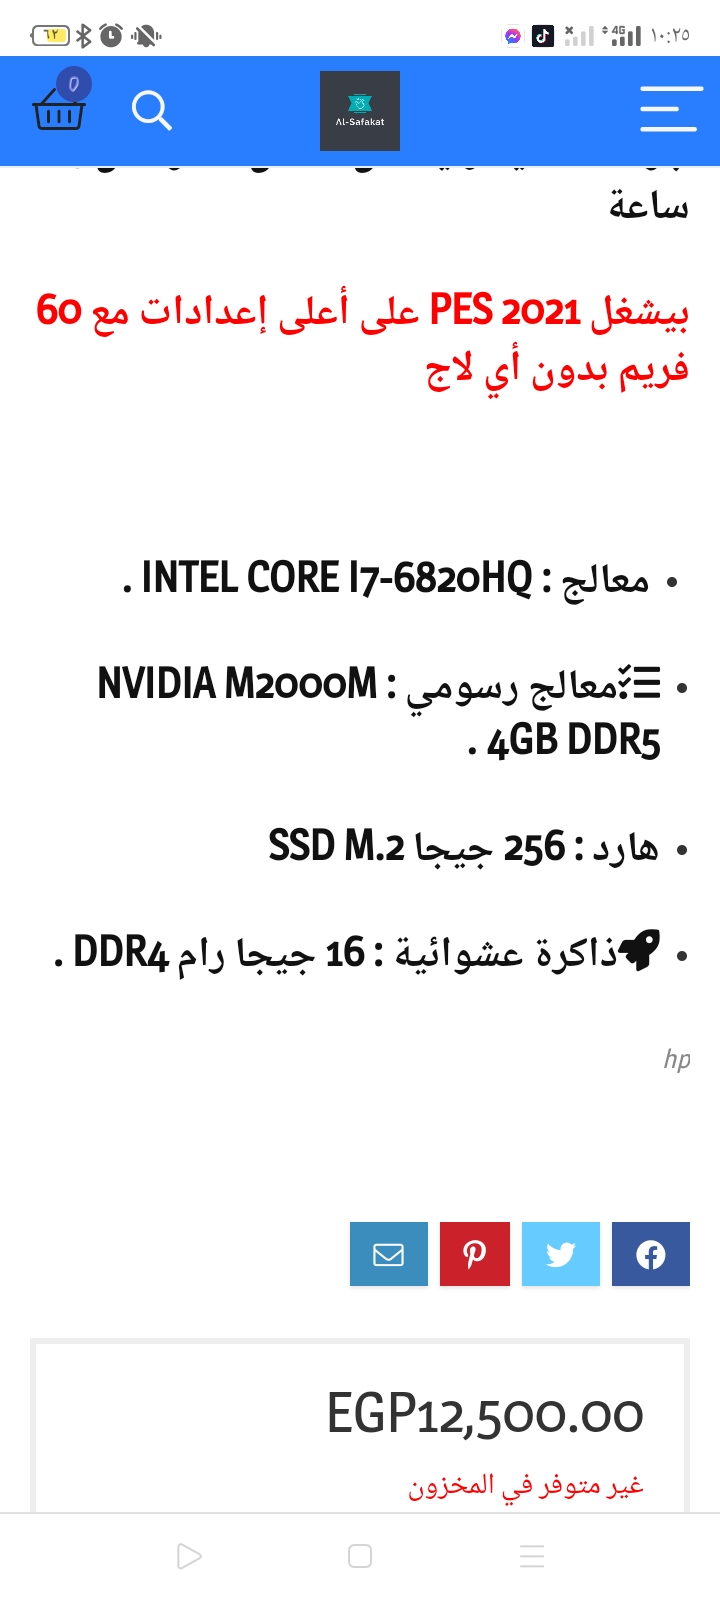 ٦٢
4G
١٠:٢٥
0
Al-Safakat
ساعة
بيشغل PES 2021 على أعلى إعدادات مع 60
فريم بدون أي لاج
معالج : INTEL CORE I7-6820HQ .
معالج رسومي : NVIDIA M2000M
4GB DDR5 .
هارد : 256 جيجا SSD M.2
ذاكرة عشوائية : 16 جيجا رام DDR4 .
hp
EGP12,500.00
غير متوفر في المخزون